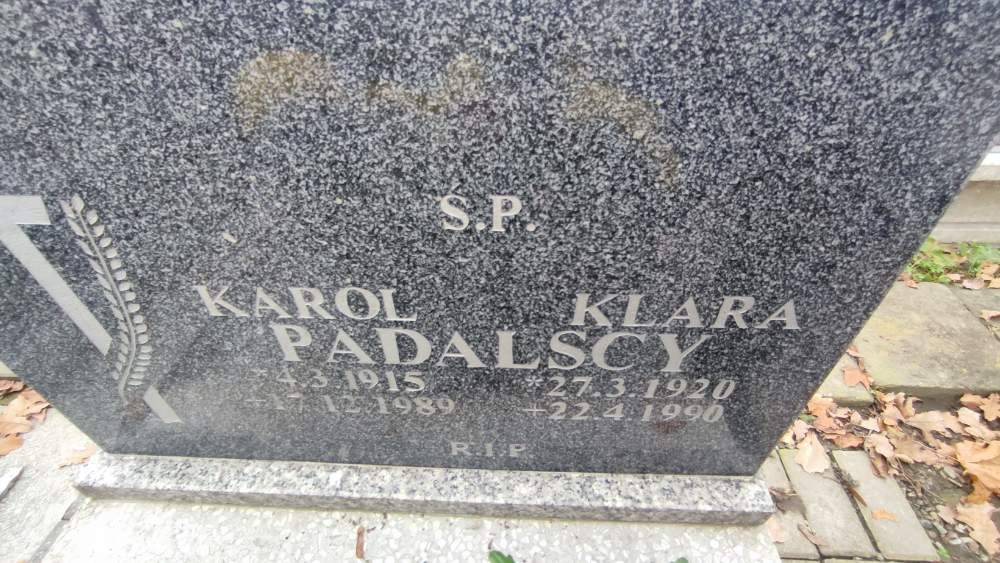 Ś.P.
KAROL KLARA
PADALSCY
* 4.3.1915 *27.3.1920
+17.12.1989 +22.4.1990
R.I.P.